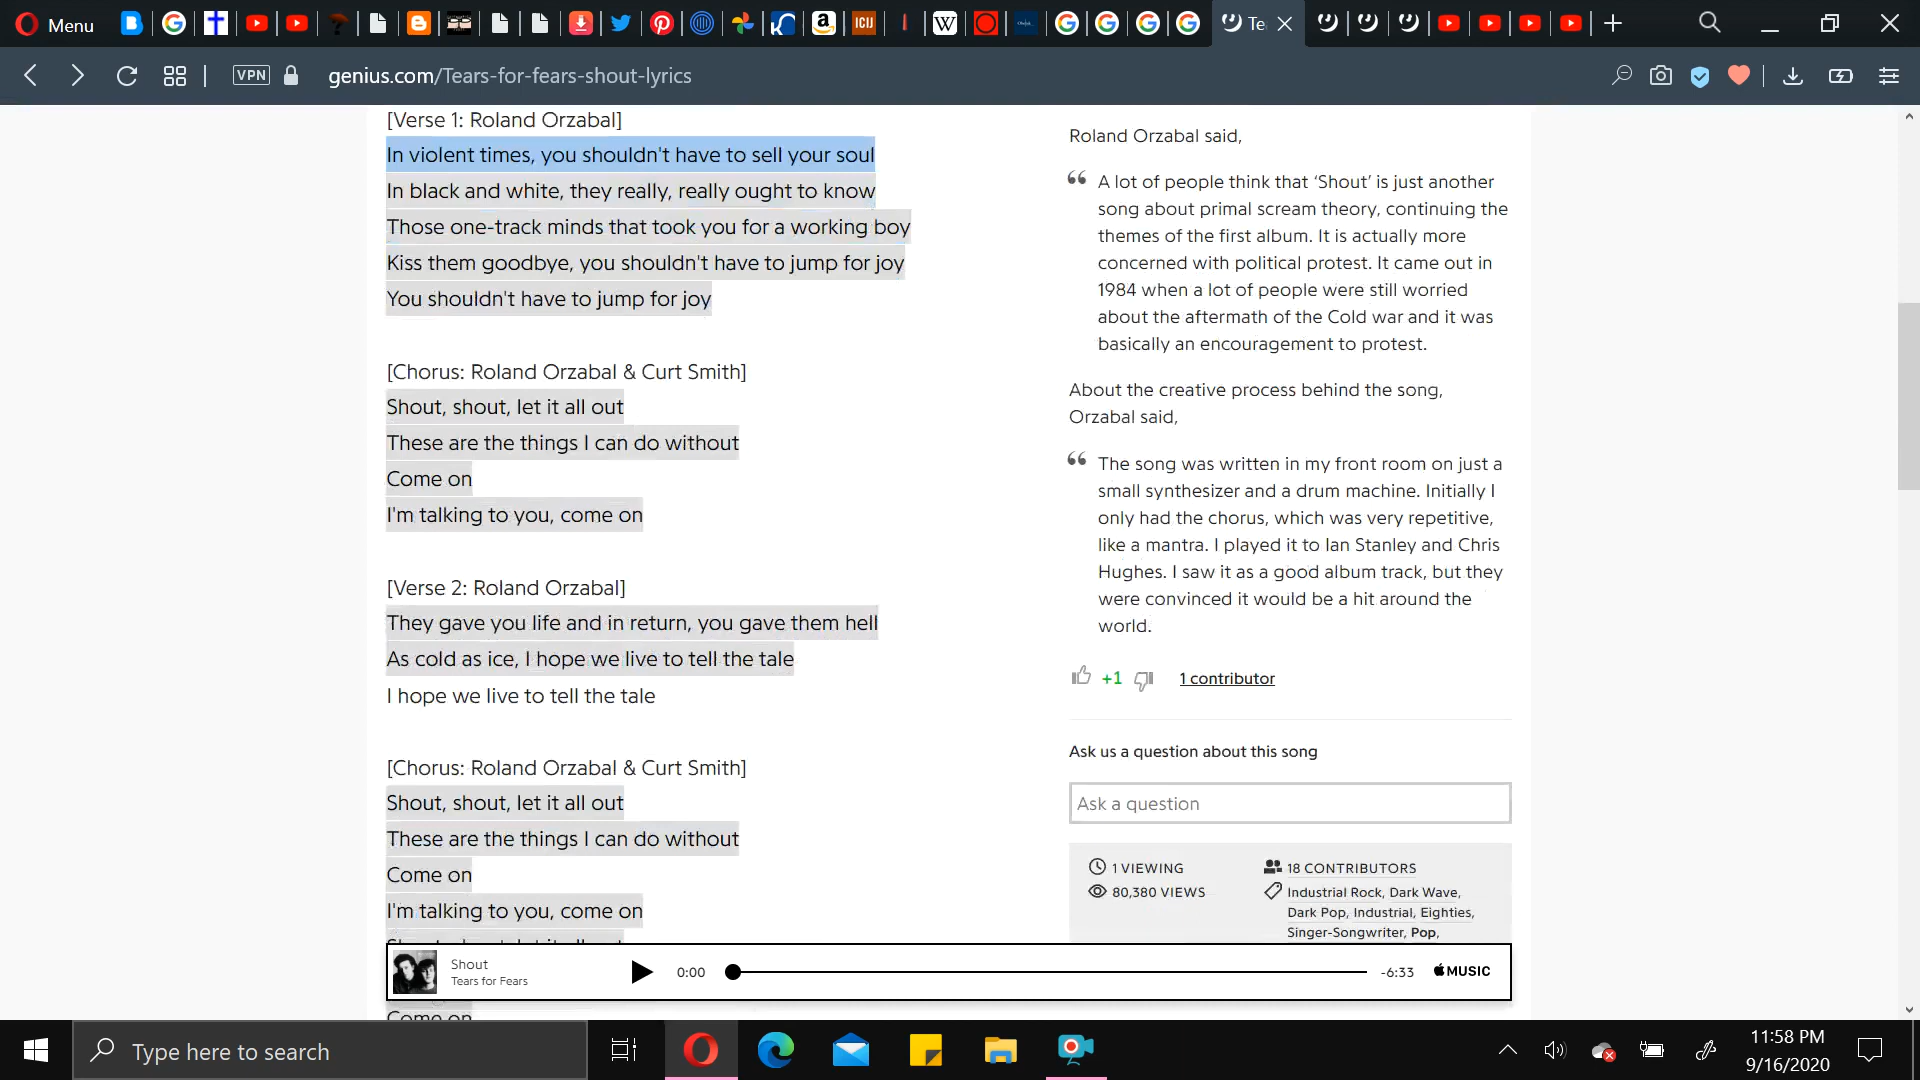 Menu
Te
VPN
genius.com/Tears-for-fears-shout-lyrics
[Verse 1: Roland Orzabal]
In violent times, you shouldn't have to sell your soul
In black and white, they really, really ought to know
Those one-track minds that took you for a working boy
Kiss them goodbye, you shouldn't have to jump for joy
You shouldn't have to jump for joy
[Chorus: Roland Orzabal & Curt Smith]
Shout, shout, let it all out
These are the things I can do without
Come on
I'm talking to you, come on
[Verse 2: Roland Orzabal]
They gave you life and in return, you gave them hell
As cold as ice, I hope we live to tell the tale
I hope we live to tell the tale
[Chorus: Roland Orzabal & Curt Smith]
Shout, shout, let it all out
These are the things I can do without
Come on
I'm talking to you, come on
Come on
Roland Orzabal said,
“ A lot of people think that ‘Shout’ is just another
song about primal scream theory, continuing the
themes of the first album. It is actually more
concerned with political protest. It came out in
1984 when a lot of people were still worried
about the aftermath of the Cold war and it was
basically an encouragement to protest.
About the creative process behind the song,
Orzabal said,
“ The song was written in my front room on just a
small synthesizer and a drum machine. Initially I
only had the chorus, which was very repetitive,
like a mantra. I played it to Ian Stanley and Chris
Hughes. I saw it as a good album track, but they
were convinced it would be a hit around the
world.
+1 1 contributor
Ask us a question about this song
Ask a question
1 VIEWING
80,380 VIEWS
18 CONTRIBUTORS
Industrial Rock, Dark Wave,
Dark Pop, Industrial, Eighties,
Singer-Songwriter, Pop,
Shout
Tears for Fears
0:00
-6:33
MUSIC
Type here to search
11:58 PM
9/16/2020